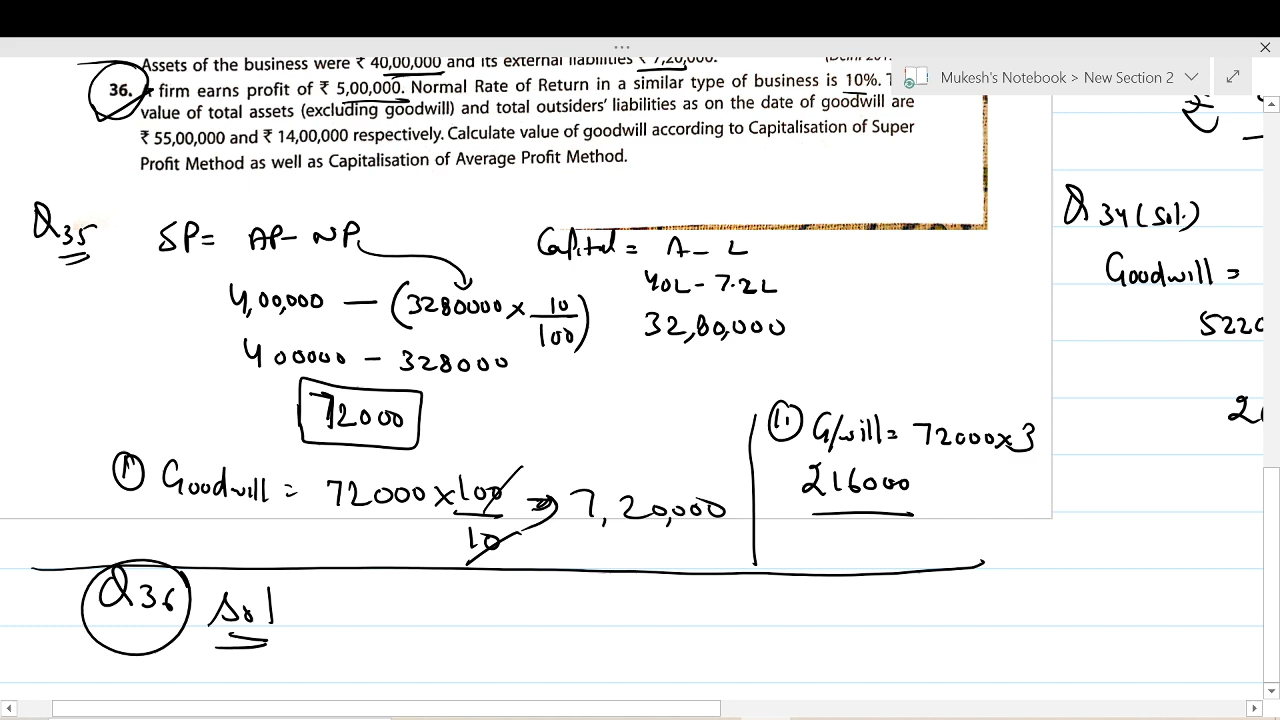 Assets of the business were ₹ 40,00,000 and its external liabilities ₹ 7,20,000.
36. firm earns profit of ₹ 5,00,000. Normal Rate of Return in a similar type of business is 10%.
value of total assets (excluding goodwill) and total outsiders' liabilities as on the date of goodwill are
₹ 55,00,000 and ₹ 14,00,000 respectively. Calculate value of goodwill according to Capitalisation of Super
Profit Method as well as Capitalisation of Average Profit Method.
Mukesh's Notebook > New Section 2
Q35 SP = AP - NP
4,00,000 — (3280000 × 10/100)
400000 - 328000
72000
Capital = A - L
40L - 7.2L
32,80,000
(i) Goodwill = 72000 × 100/10 → 7,20,000
(ii) G/will = 72000×3
216000
Q36 Sol
₹
Q 34 (Sol.)
Goodwill =